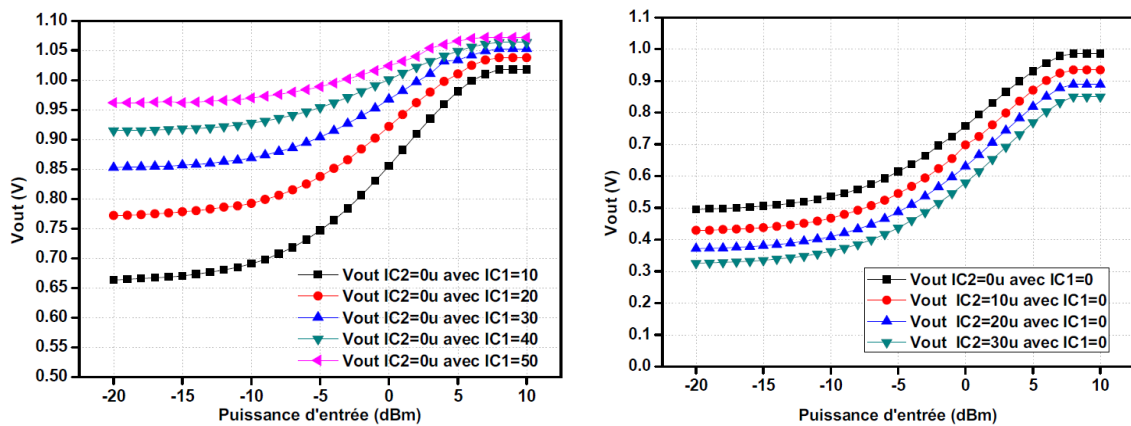 1.10
1.05
1.00
0.95
0.90
0.85
0.80
0.75
0.70
0.65
0.60
0.55
0.50
Vout (V)
-20 -15 -10 -5 0 5 10
Puissance d'entrée (dBm)
Vout IC2=0u avec IC1=10
Vout IC2=0u avec IC1=20
Vout IC2=0u avec IC1=30
Vout IC2=0u avec IC1=40
Vout IC2=0u avec IC1=50
1.1
1.0
0.9
0.8
0.7
0.6
0.5
0.4
0.3
0.2
0.1
0.0
Vout (V)
-20 -15 -10 -5 0 5 10
Puissance d'entrée (dBm)
Vout IC2=0u avec IC1=0
Vout IC2=10u avec IC1=0
Vout IC2=20u avec IC1=0
Vout IC2=30u avec IC1=0